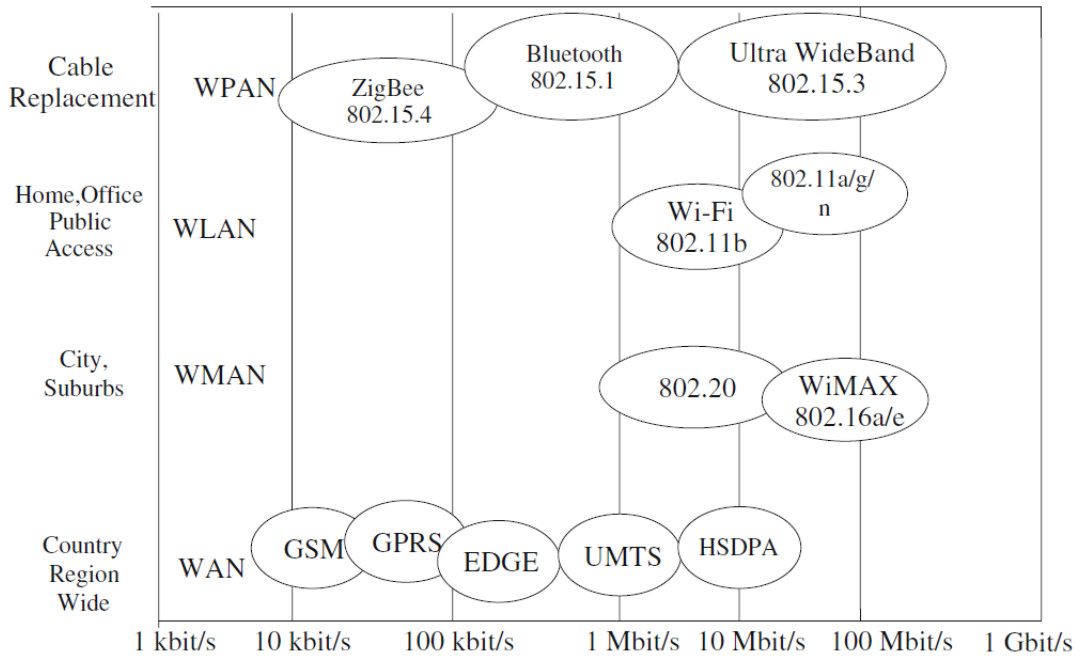 Cable
Replacement
WPAN
ZigBee
802.15.4
Bluetooth
802.15.1
Ultra WideBand
802.15.3
Home,Office
Public
Access
WLAN
Wi-Fi
802.11b
802.11a/g/
n
City,
Suburbs
WMAN
802.20
WiMAX
802.16a/e
Country
Region
Wide
WAN
GSM
GPRS
EDGE
UMTS
HSDPA
1 kbit/s
10 kbit/s
100 kbit/s
1 Mbit/s
10 Mbit/s
100 Mbit/s
1 Gbit/s